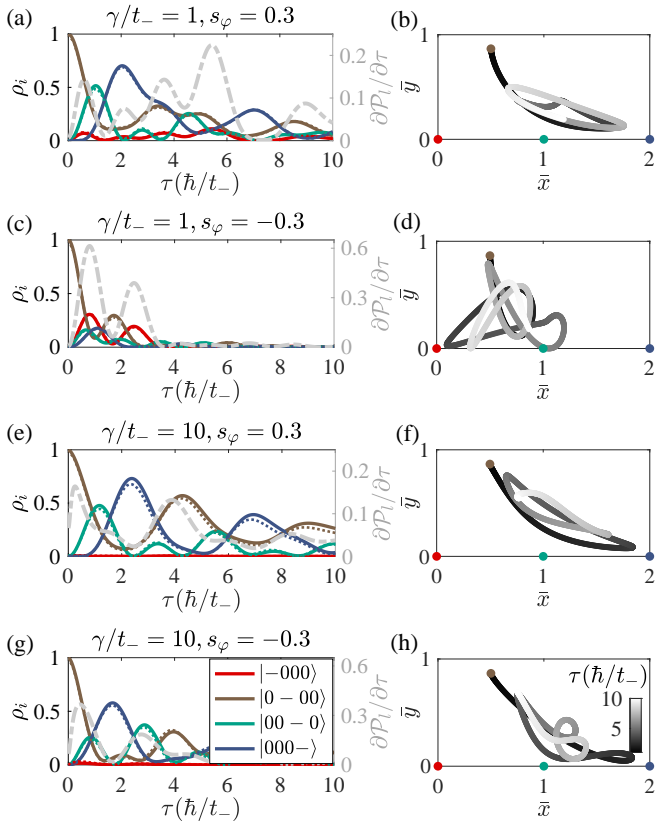 (a) γ/t₋ = 1, s_φ = 0.3
1
0.5
0
ρ_i
0.2
0.1
0
∂P_l/∂τ
0 2 4 6 8 10
τ(ħ/t₋)
(b)
1
0
ȳ
0 1 2
x̄
(c) γ/t₋ = 1, s_φ = −0.3
1
0.5
0
ρ_i
0.6
0.3
0
∂P_l/∂τ
0 2 4 6 8 10
τ(ħ/t₋)
(d)
1
0
ȳ
0 1 2
x̄
(e) γ/t₋ = 10, s_φ = 0.3
1
0.5
0
ρ_i
0.2
0.1
0
∂P_l/∂τ
0 2 4 6 8 10
τ(ħ/t₋)
(f)
1
0
ȳ
0 1 2
x̄
(g) γ/t₋ = 10, s_φ = −0.3
1
0.5
0
ρ_i
|−000⟩
|0 − 00⟩
|00 − 0⟩
|000−⟩
0.6
0.3
0
∂P_l/∂τ
0 2 4 6 8 10
τ(ħ/t₋)
(h)
1
0
ȳ
τ(ħ/t₋)
10
5
1
0 1 2
x̄